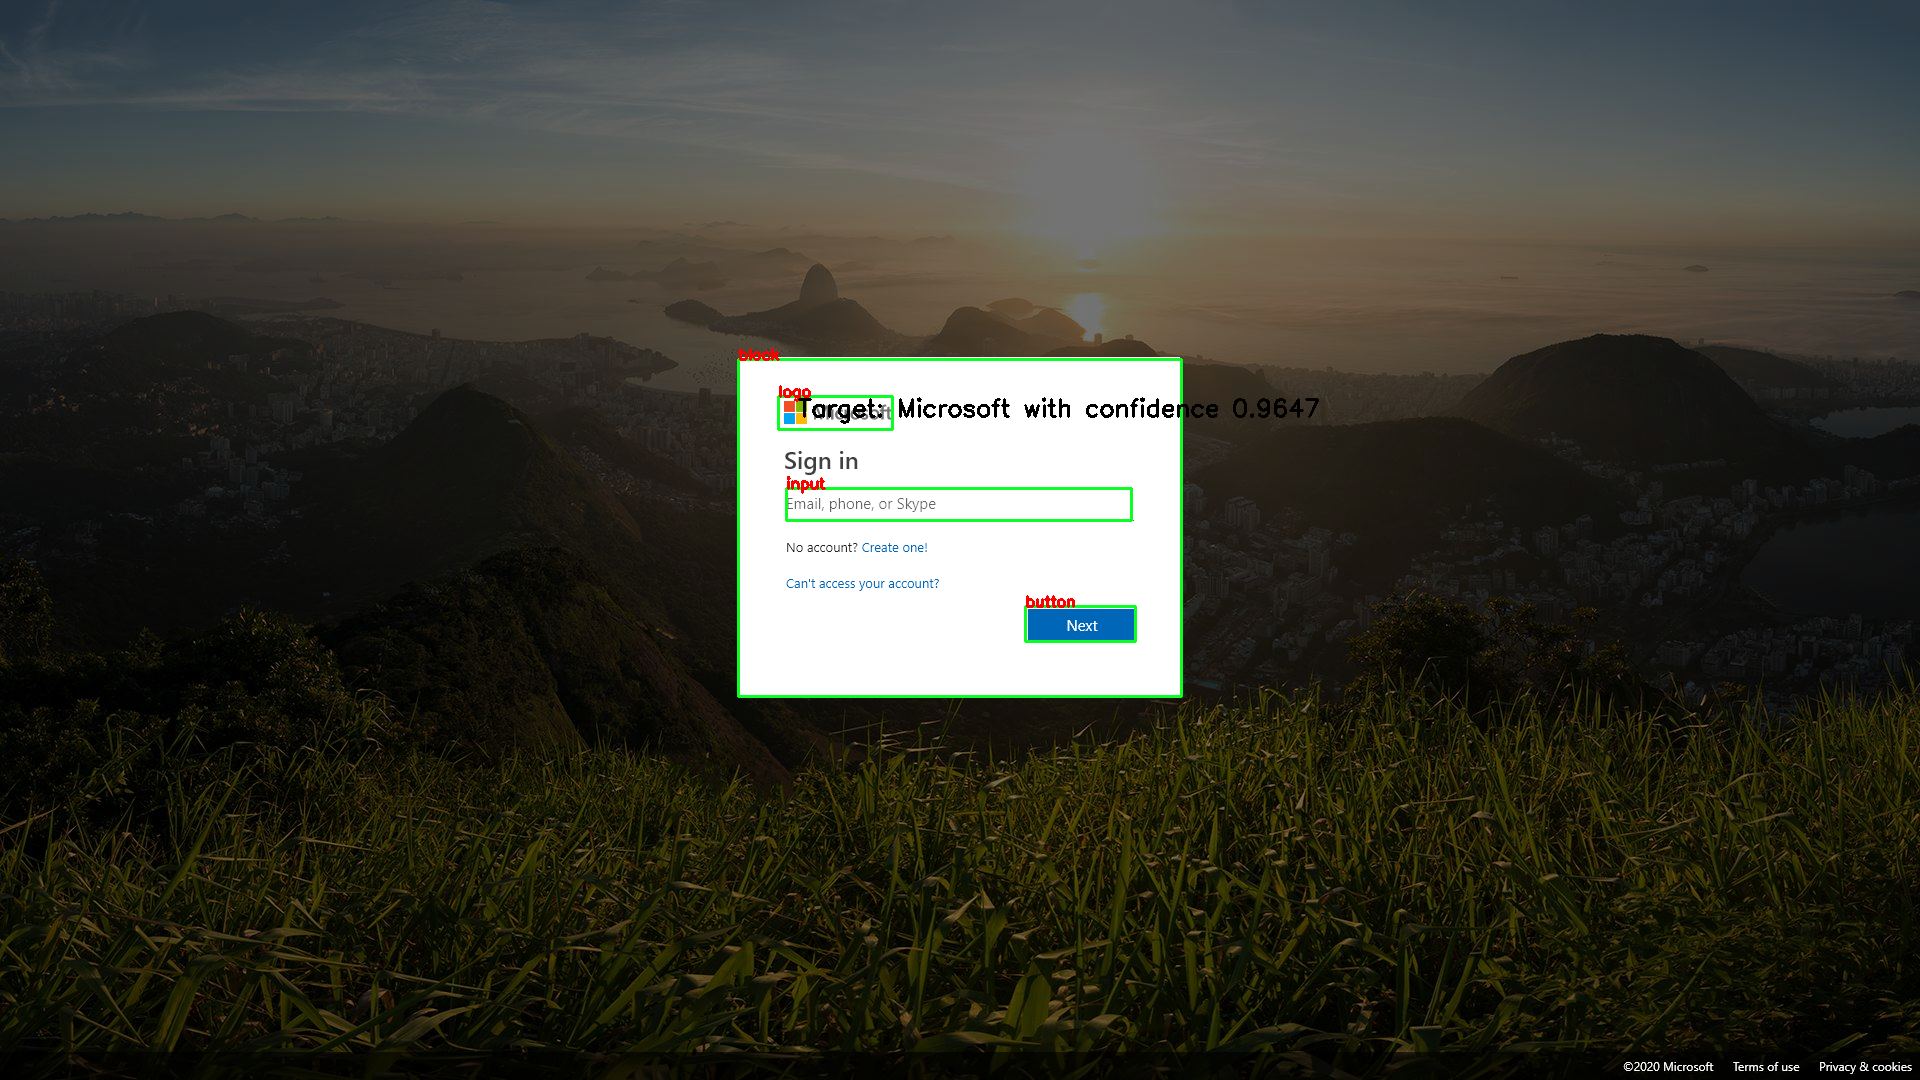 block
logo
Microsoft
Target: Microsoft with confidence 0.9647
Sign in
input
Email, phone, or Skype
No account? Create one!
Can't access your account?
button
Next
©2020 Microsoft Terms of use Privacy & cookies